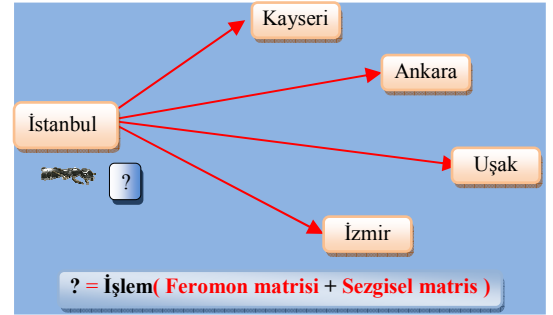 Kayseri
Ankara
İstanbul
Uşak
?
İzmir
? = İşlem( Feromon matrisi + Sezgisel matris )